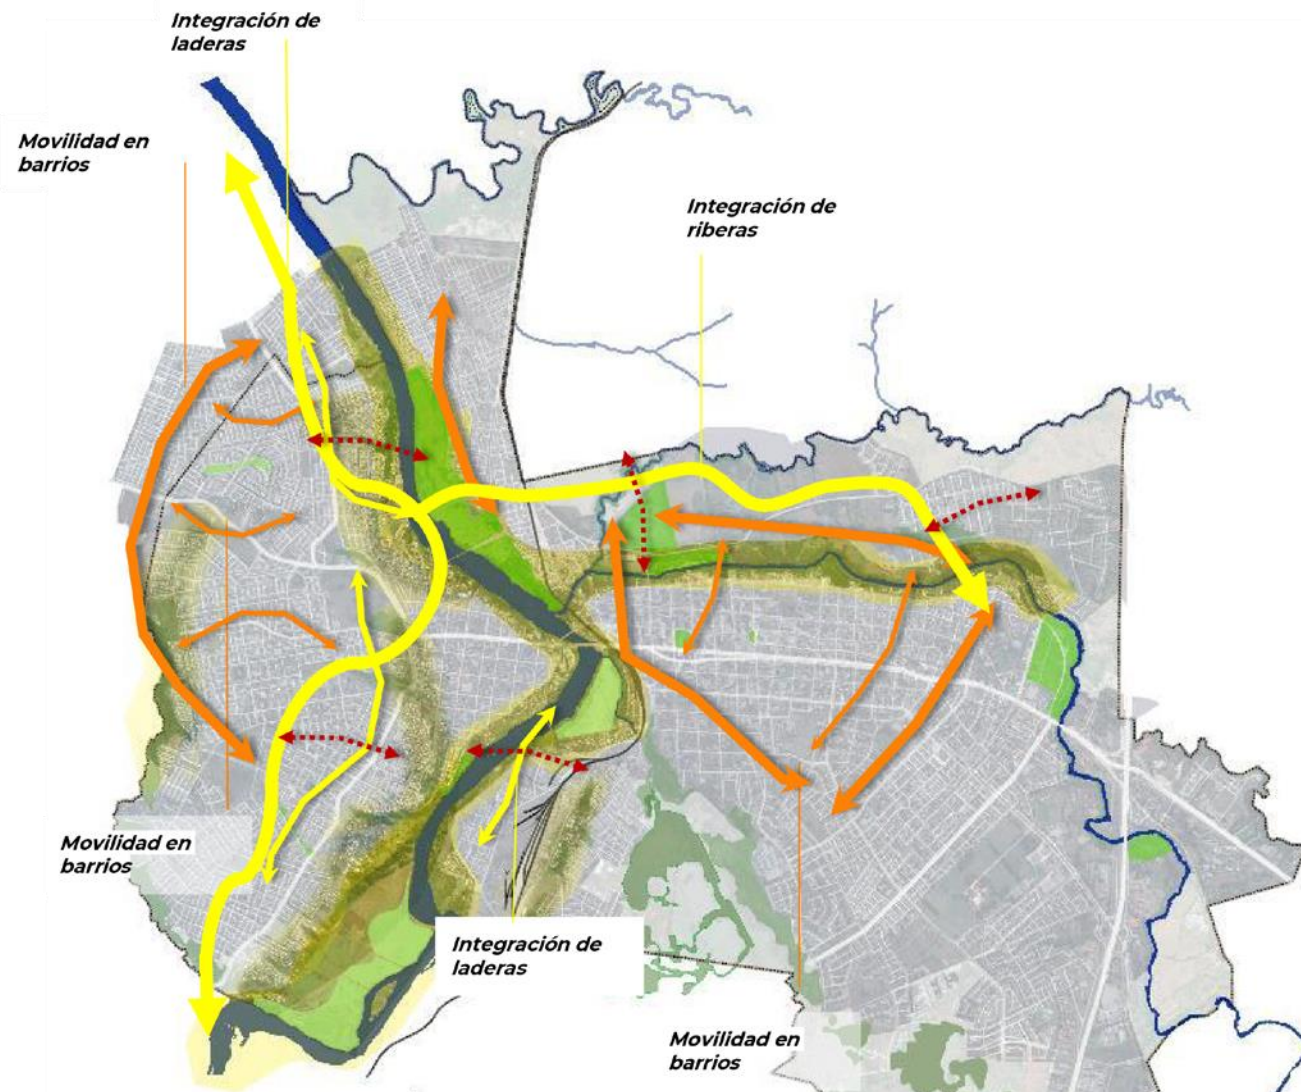 Integración de
laderas
Movilidad en
barrios
Integración de
riberas
Movilidad en
barrios
Integración de
laderas
Movilidad en
barrios